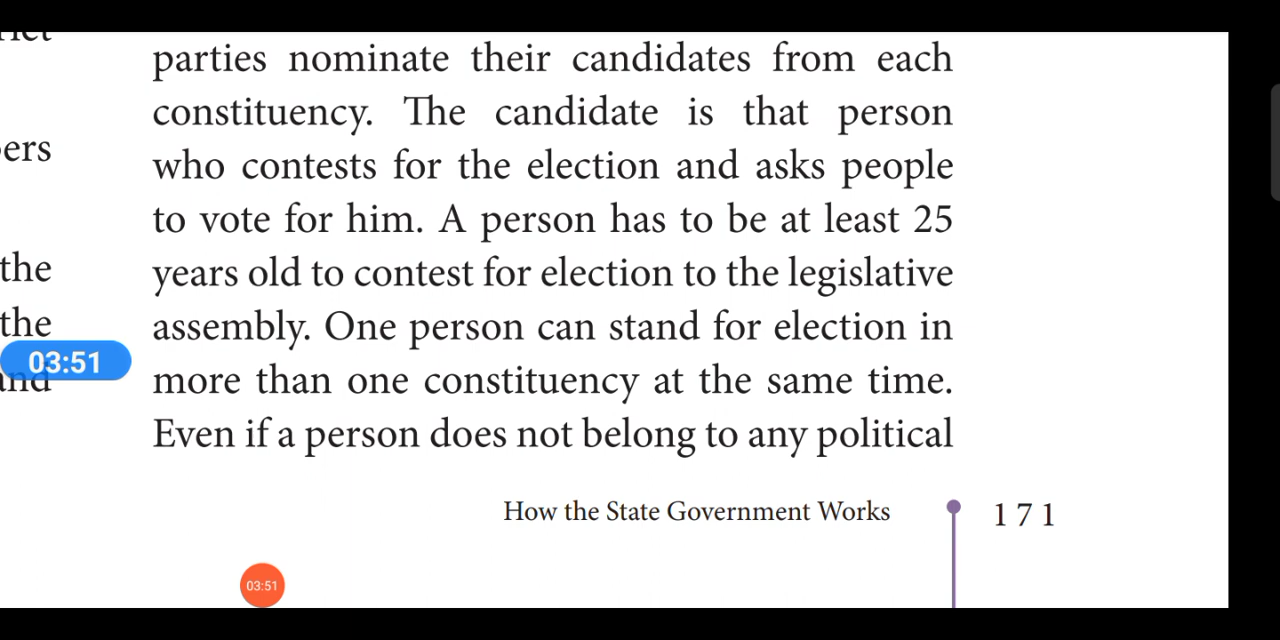 parties nominate their candidates from each
constituency. The candidate is that person
who contests for the election and asks people
to vote for him. A person has to be at least 25
years old to contest for election to the legislative
assembly. One person can stand for election in
more than one constituency at the same time.
Even if a person does not belong to any political
the
the
03:51
and
How the State Government Works
171
03:51